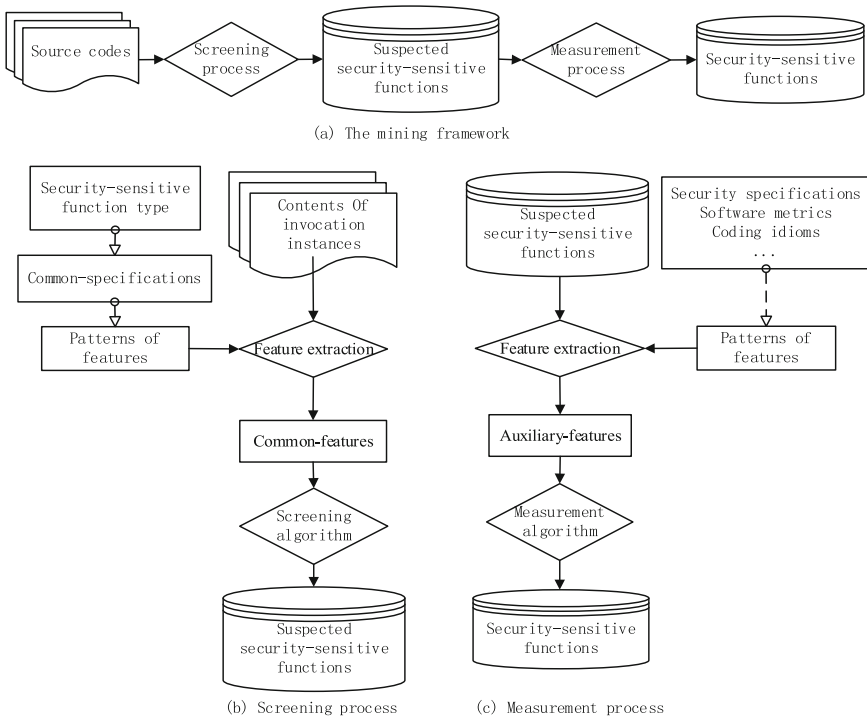 Source codes
Screening
process
Suspected
security-sensitive
functions
Measurement
process
Security-sensitive
functions
(a) The mining framework
Security-sensitive
function type
Common-specifications
Patterns of
features
Contents Of
invocation
instances
Feature extraction
Common-features
Screening
algorithm
Suspected
security-sensitive
functions
(b) Screening process
Suspected
security-sensitive
functions
Security specifications
Software metrics
Coding idioms
...
Patterns of
features
Feature extraction
Auxiliary-features
Measurement
algorithm
Security-sensitive
functions
(c) Measurement process